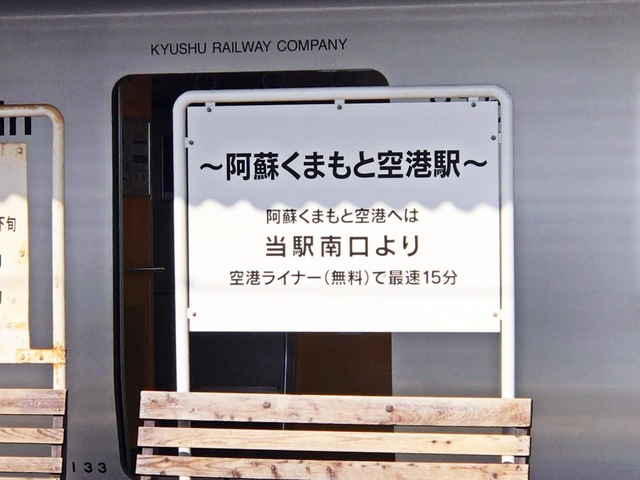 KYUSHU RAILWAY COMPANY
～阿蘇くまもと空港駅～
阿蘇くまもと空港へは
当駅南口より
空港ライナー(無料)で最速15分
下旬
133